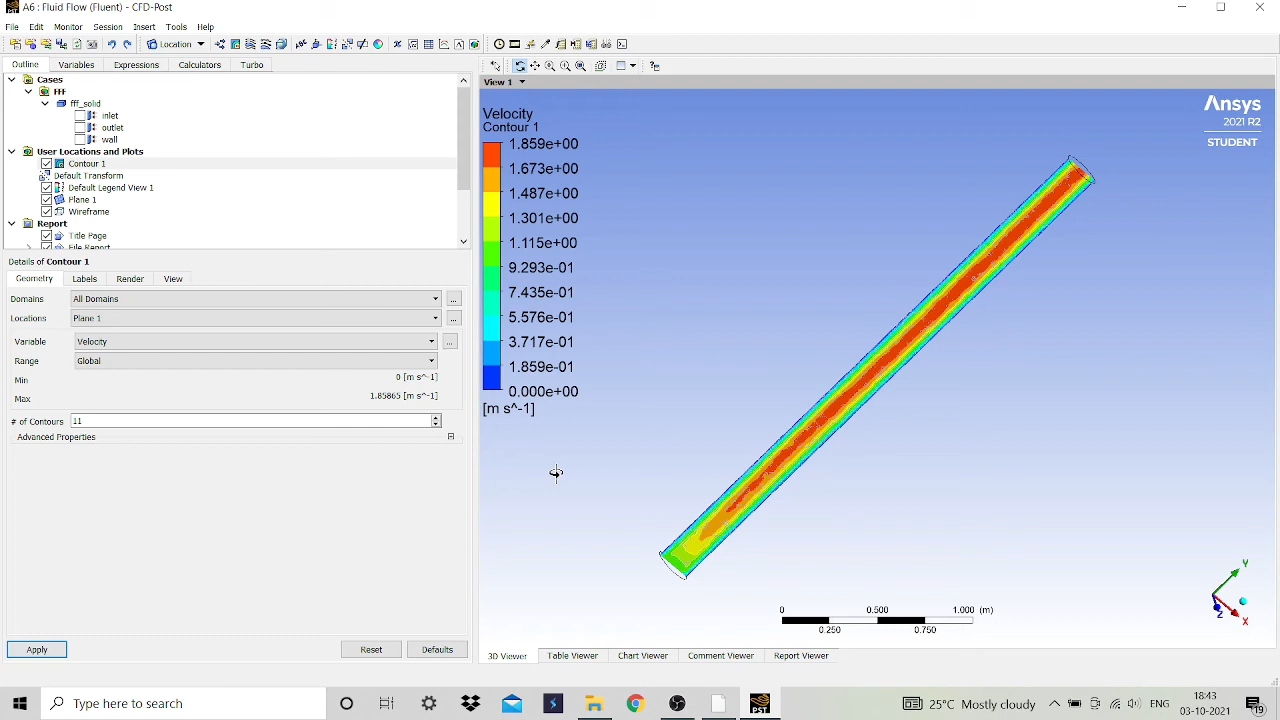 A6 : Fluid Flow (Fluent) - CFD-Post
File Edit Monitor Session Insert Tools Help
Location
Outline Variables Expressions Calculators Turbo
Cases
FFF
fff_solid
inlet
outlet
wall
User Locations and Plots
Contour 1
Default Transform
Default Legend View 1
Plane 1
Wireframe
Report
Title Page
File Report
Details of Contour 1
Geometry Labels Render View
Domains All Domains ...
Locations Plane 1 ...
Variable Velocity ...
Range Global
Min 0 [m s^-1]
Max 1.85865 [m s^-1]
# of Contours 11
Advanced Properties
Apply Reset Defaults
View 1
Velocity
Contour 1
1.859e+00
1.673e+00
1.487e+00
1.301e+00
1.115e+00
9.293e-01
7.435e-01
5.576e-01
3.717e-01
1.859e-01
0.000e+00
[m s^-1]
Ansys
2021 R2
STUDENT
Y
Z
X
0 0.500 1.000 (m)
0.250 0.750
3D Viewer Table Viewer Chart Viewer Comment Viewer Report Viewer
Type here to search
PST
25°C Mostly cloudy
ENG
18:43
03-10-2021
19